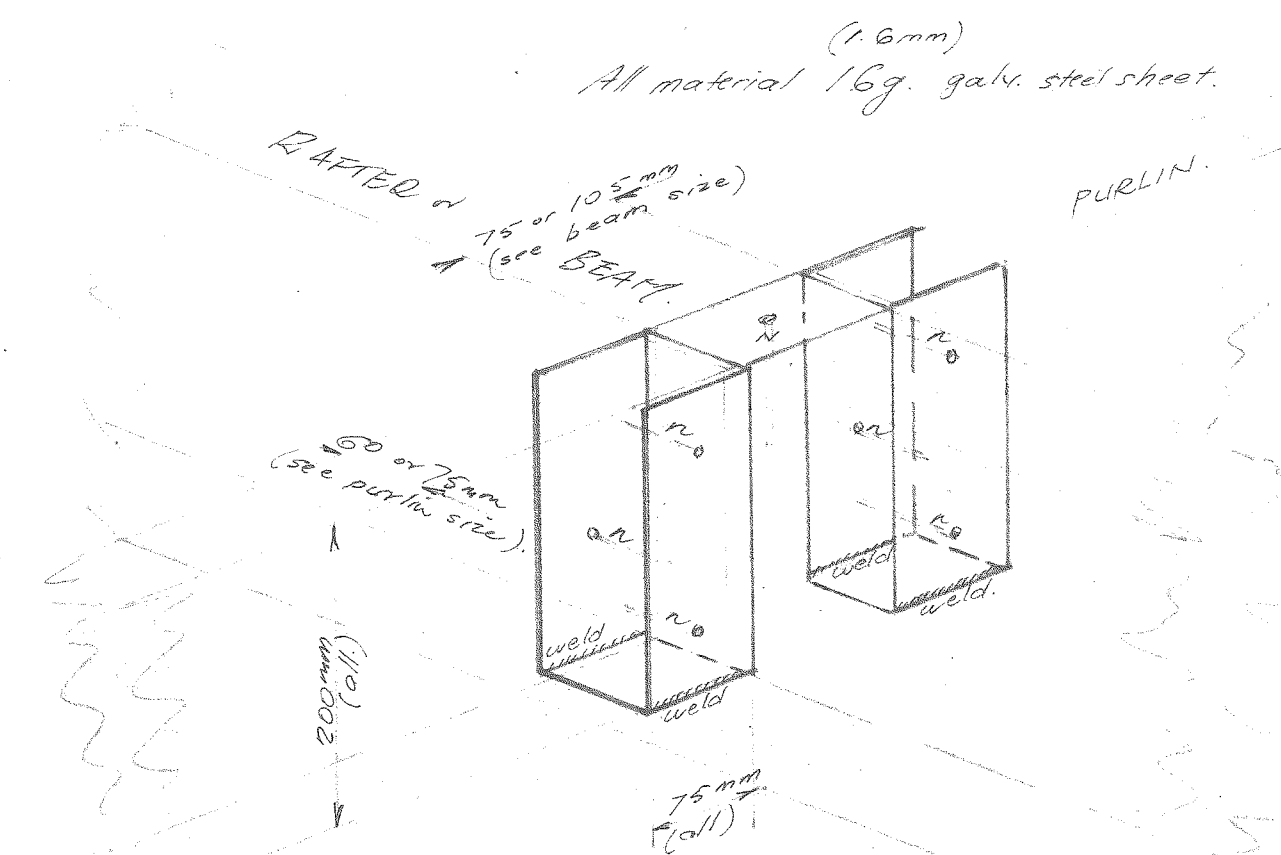 (1.6mm)
All material 16g. galv. steel sheet.
RAFTER or
75 or 105mm
(see beam size)
BEAM.
PURLIN.
n
n
n
n
n
n
n
60 or 75mm
(see purlin size).
200mm
(all)
weld
weld
weld
weld.
75mm
(all)